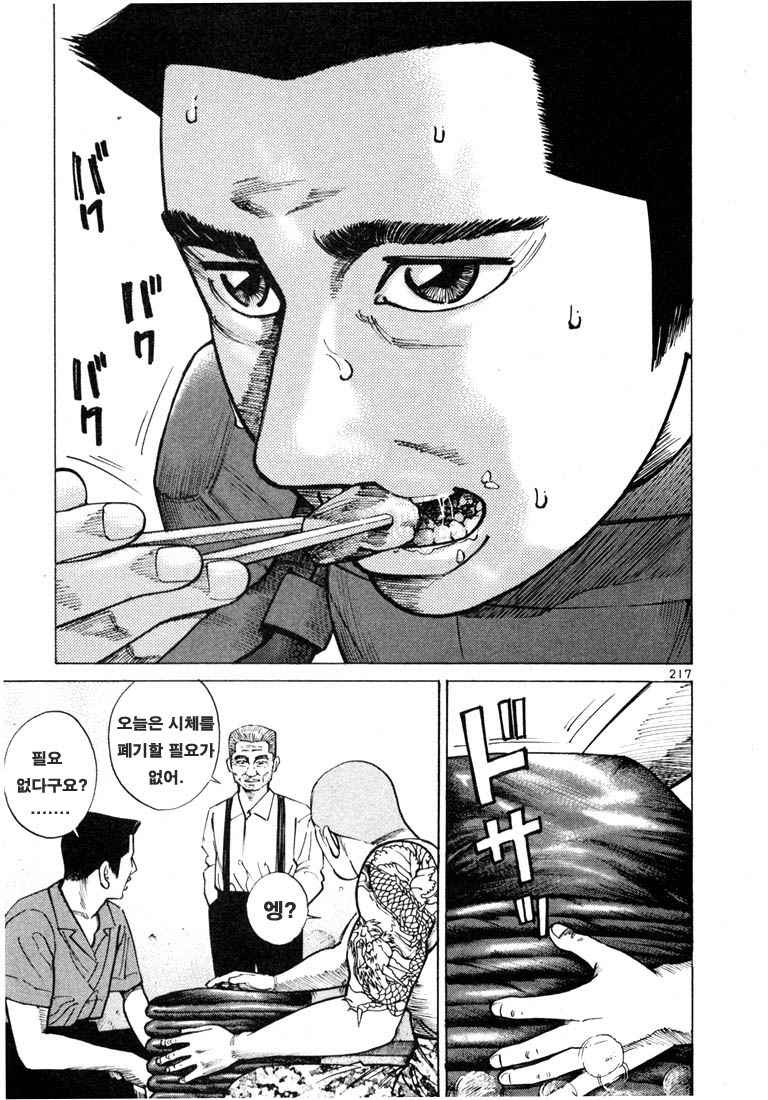 バク
バク
バク
217
ドサッ
오늘은 시체를
폐기할 필요가
없어.
필요
없다구요?
.......
엥?